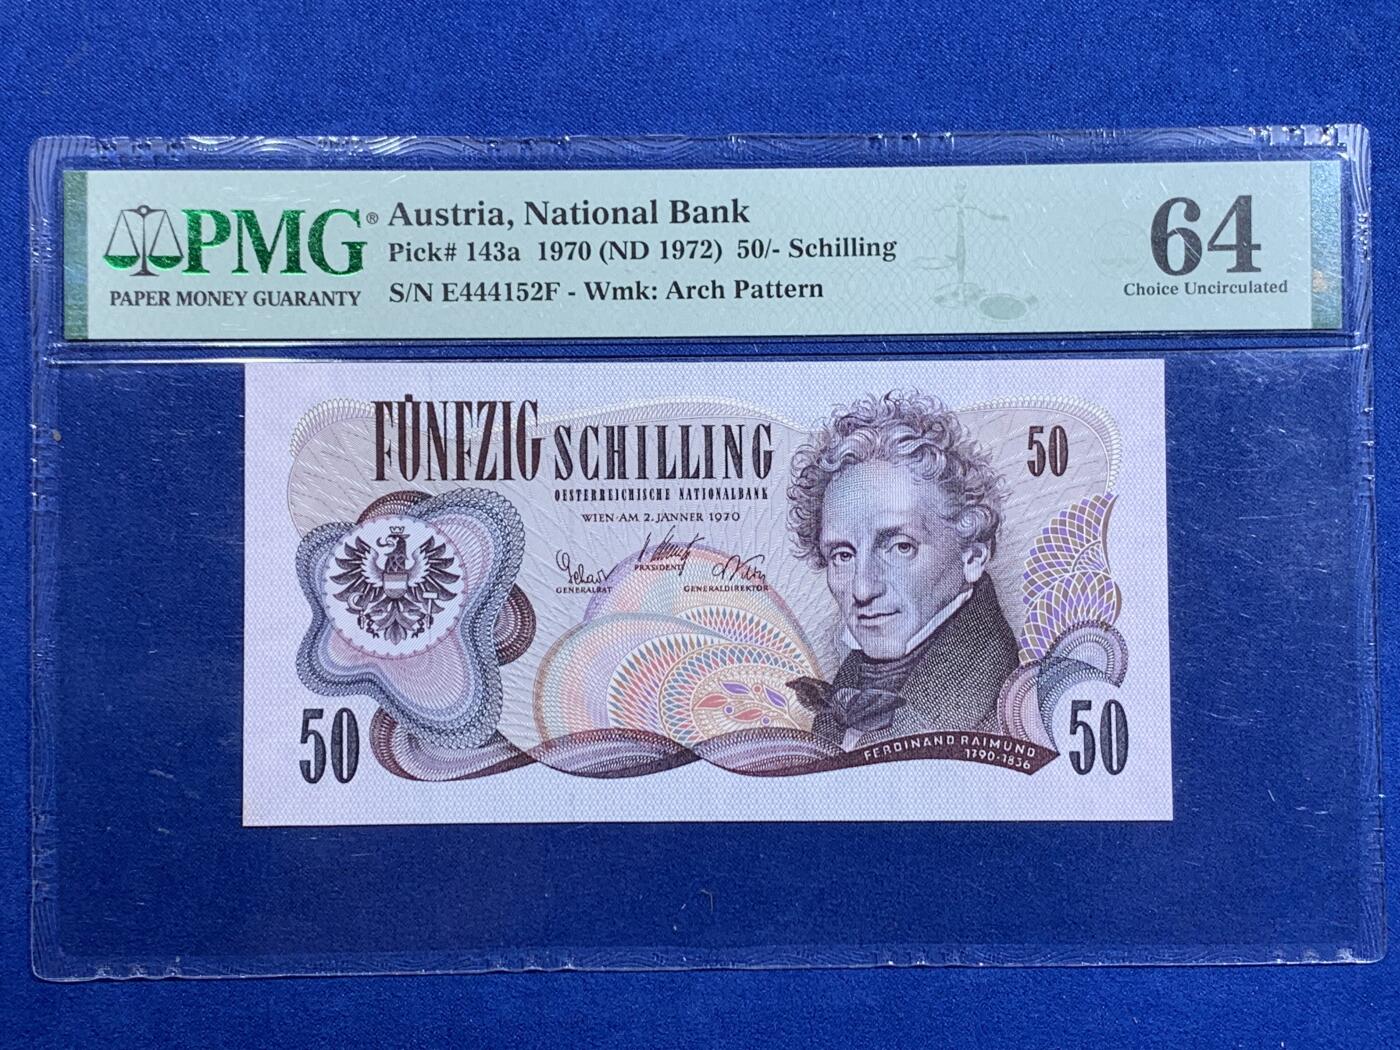 PMG®
PAPER MONEY GUARANTY
Austria, National Bank
Pick# 143a 1970 (ND 1972) 50/- Schilling
S/N E444152F - Wmk: Arch Pattern
64
Choice Uncirculated
FÜNFZIG SCHILLING
OESTERREICHISCHE NATIONALBANK
WIEN·AM 2. JÄNNER 1970
50
PRÄSIDENT
GENERALRAT
GENERALDIREKTOR
50
FERDINAND RAIMUND
1790-1836
50